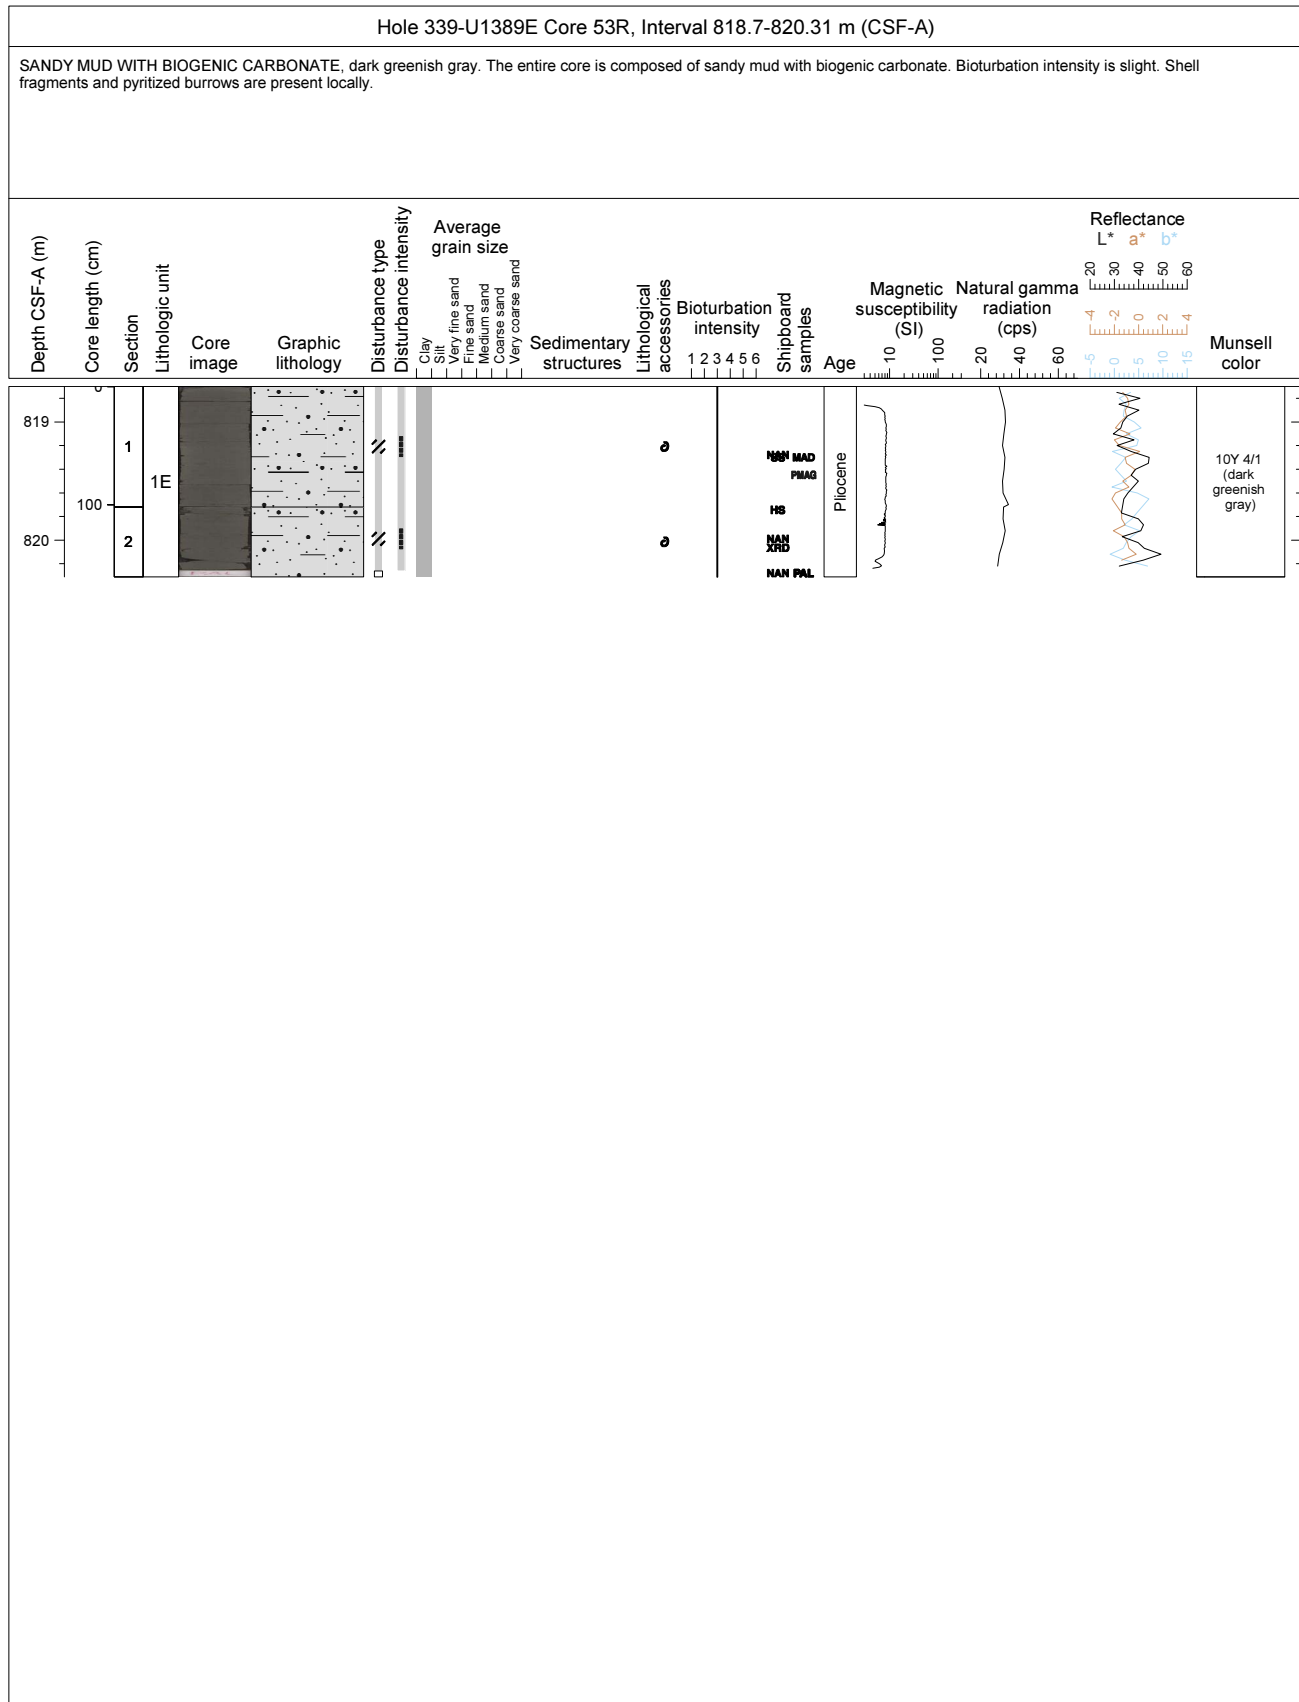 Hole 339-U1389E Core 53R, Interval 818.7-820.31 m (CSF-A)
SANDY MUD WITH BIOGENIC CARBONATE, dark greenish gray. The entire core is composed of sandy mud with biogenic carbonate. Bioturbation intensity is slight. Shell
fragments and pyritized burrows are present locally.
Depth CSF-A (m)
Core length (cm)
Section
Lithologic unit
Core
image
Graphic
lithology
Disturbance type
Disturbance intensity
Average
grain size
Clay
Silt
Very fine sand
Fine sand
Medium sand
Coarse sand
Very coarse sand
Sedimentary
structures
Lithological
accessories
Bioturbation
intensity
1 2 3 4 5 6
Shipboard
samples
Age
Magnetic
susceptibility
(SI)
10 100
Natural gamma
radiation
(cps)
20 40 60
Reflectance
L* a* b*
20 30 40 50 60
-4 -2 0 2 4
-5 0 5 10 15
Munsell
color
819
820
0
100
1
2
1E
NAN
MAD
PMAG
HS
NAN
XRD
NAN PAL
Pliocene
10Y 4/1
(dark
greenish
gray)